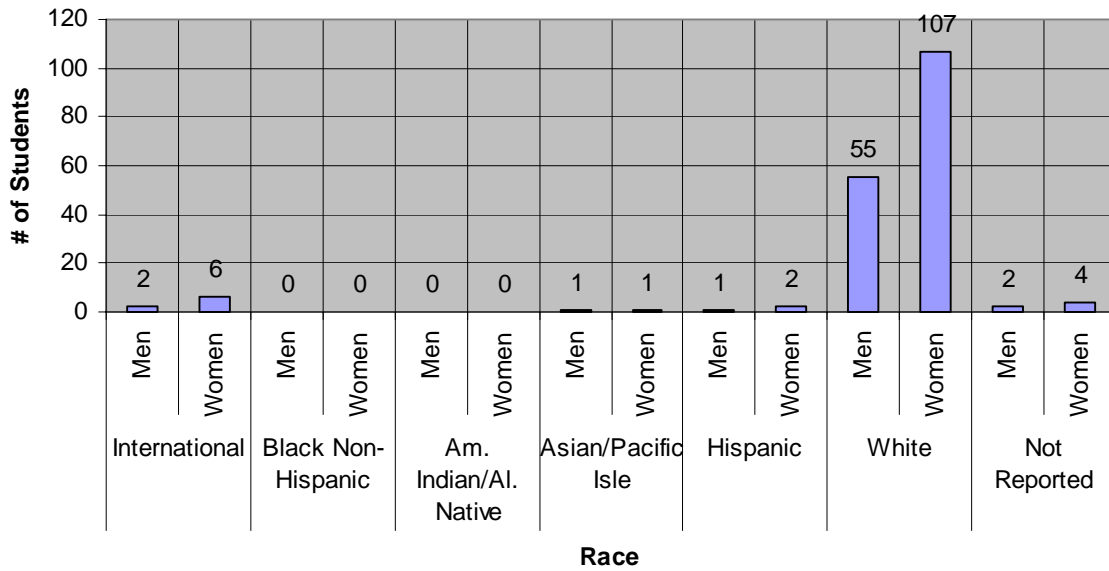 120
100
80
60
40
20
0
# of Students
2
6
0
0
0
0
1
1
1
2
55
107
2
4
Men
Women
Men
Women
Men
Women
Men
Women
Men
Women
Men
Women
Men
Women
International
Black Non-
Hispanic
Am.
Indian/Al.
Native
Asian/Pacific
Isle
Hispanic
White
Not
Reported
Race